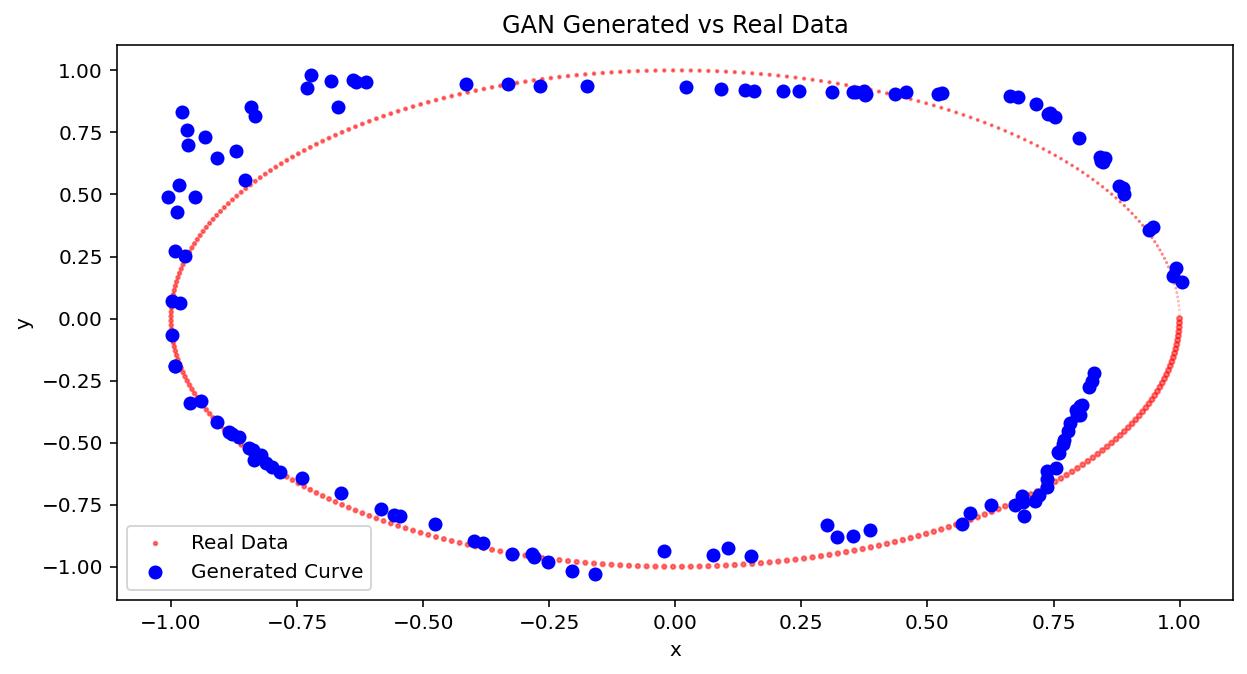 GAN Generated vs Real Data
1.00
0.75
0.50
0.25
0.00
−0.25
−0.50
−0.75
−1.00
y
Real Data
Generated Curve
−1.00 −0.75 −0.50 −0.25 0.00 0.25 0.50 0.75 1.00
x